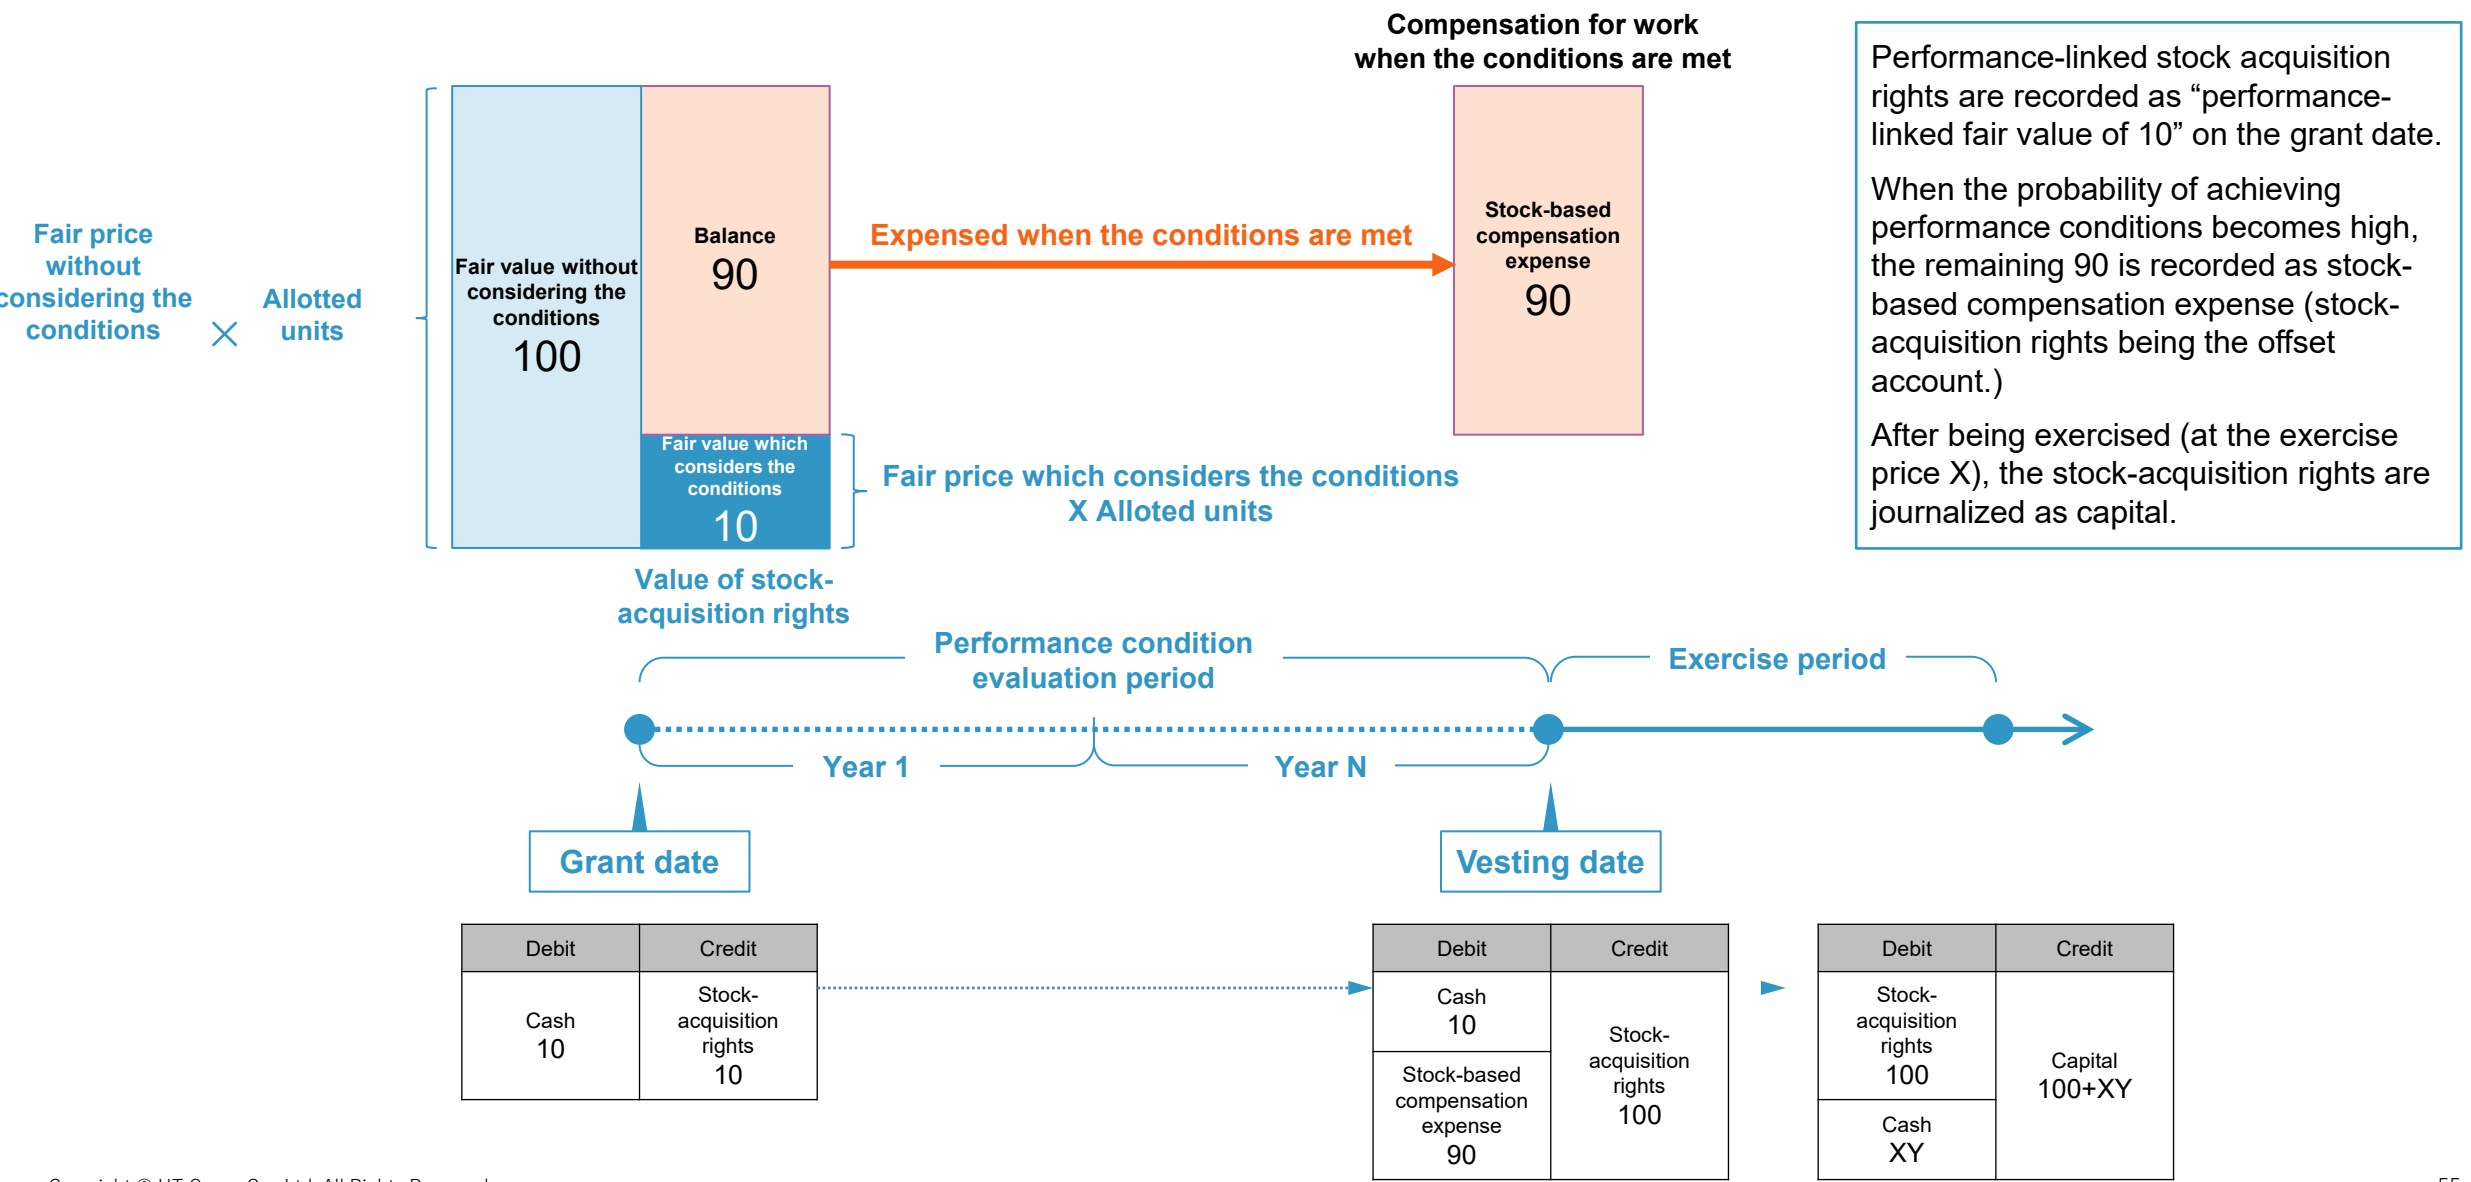 Compensation for work
when the conditions are met
Fair price
without
considering the
conditions
×
Allotted
units
Fair value without
considering the
conditions
100
Balance
90
Expensed when the conditions are met
Stock-based
compensation
expense
90
Fair value which
considers the
conditions
10
Fair price which considers the conditions
X Alloted units
Value of stock-
acquisition rights
Performance-linked stock acquisition
rights are recorded as “performance-
linked fair value of 10” on the grant date.
When the probability of achieving
performance conditions becomes high,
the remaining 90 is recorded as stock-
based compensation expense (stock-
acquisition rights being the offset
account.)
After being exercised (at the exercise
price X), the stock-acquisition rights are
journalized as capital.
Performance condition
evaluation period
Exercise period
Year 1
Year N
Grant date
Vesting date
Debit
Credit
Cash
10
Stock-
acquisition
rights
10
Debit
Credit
Cash
10
Stock-based
compensation
expense
90
Stock-
acquisition
rights
100
Debit
Credit
Stock-
acquisition
rights
100
Cash
XY
Capital
100+XY